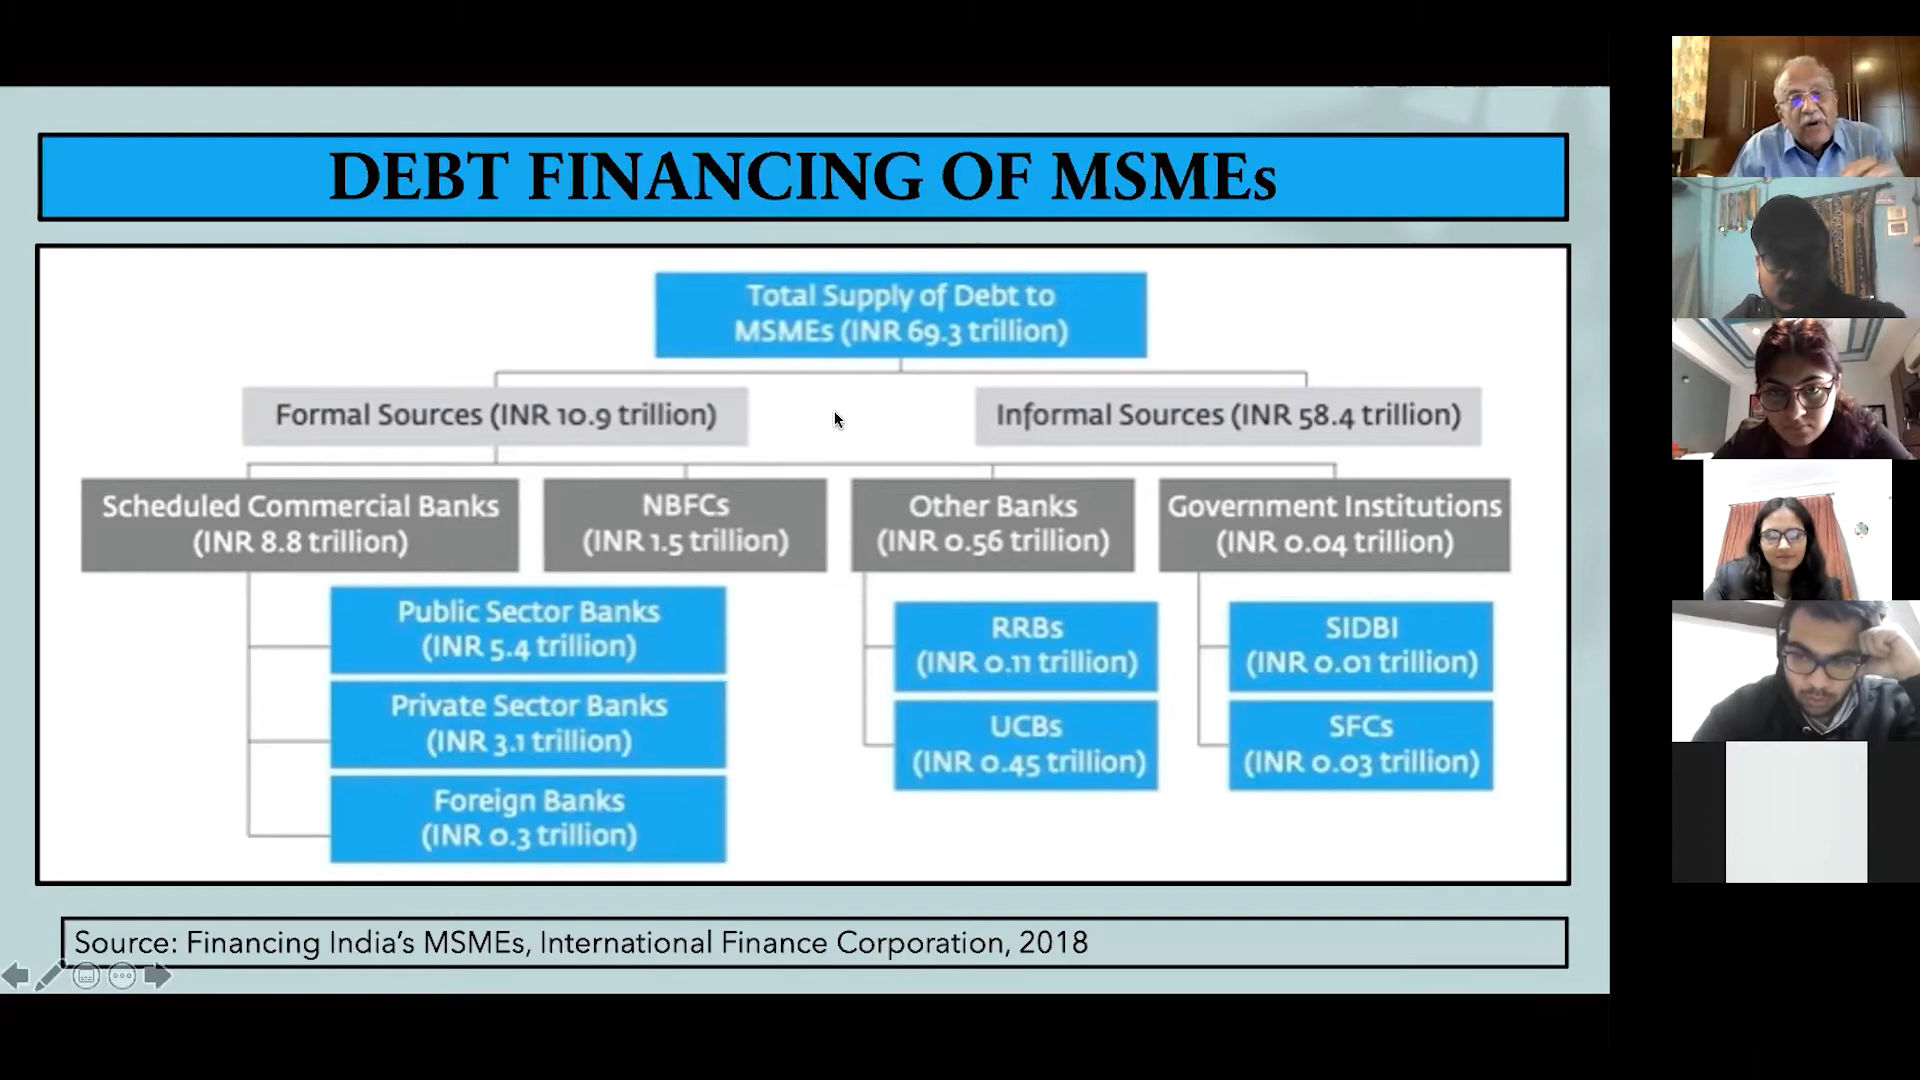 DEBT FINANCING OF MSMEs
Total Supply of Debt to
MSMEs (INR 69.3 trillion)
Formal Sources (INR 10.9 trillion)
Informal Sources (INR 58.4 trillion)
Scheduled Commercial Banks
(INR 8.8 trillion)
NBFCs
(INR 1.5 trillion)
Other Banks
(INR 0.56 trillion)
Government Institutions
(INR 0.04 trillion)
Public Sector Banks
(INR 5.4 trillion)
Private Sector Banks
(INR 3.1 trillion)
Foreign Banks
(INR 0.3 trillion)
RRBs
(INR 0.11 trillion)
UCBs
(INR 0.45 trillion)
SIDBI
(INR 0.01 trillion)
SFCs
(INR 0.03 trillion)
Source: Financing India’s MSMEs, International Finance Corporation, 2018